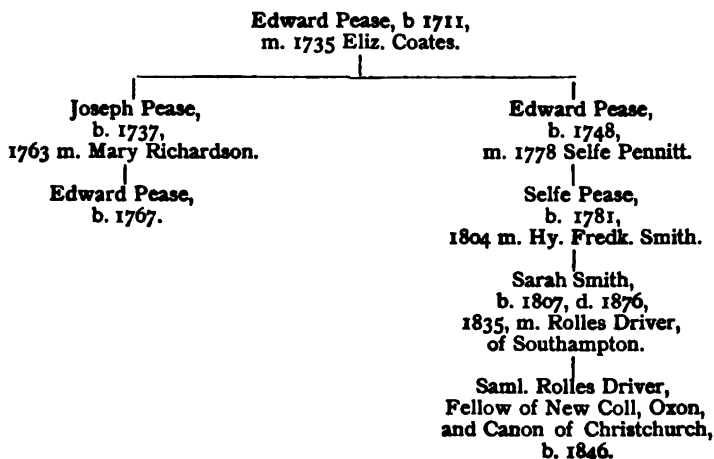 Edward Pease, b 1711,
m. 1735 Eliz. Coates.
Joseph Pease,
b. 1737,
1763 m. Mary Richardson.
Edward Pease,
b. 1767.
Edward Pease,
b. 1748,
m. 1778 Selfe Pennitt.
Selfe Pease,
b. 1781,
1804 m. Hy. Fredk. Smith.
Sarah Smith,
b. 1807, d. 1876,
1835, m. Rolles Driver,
of Southampton.
Saml. Rolles Driver,
Fellow of New Coll, Oxon,
and Canon of Christchurch,
b. 1846.